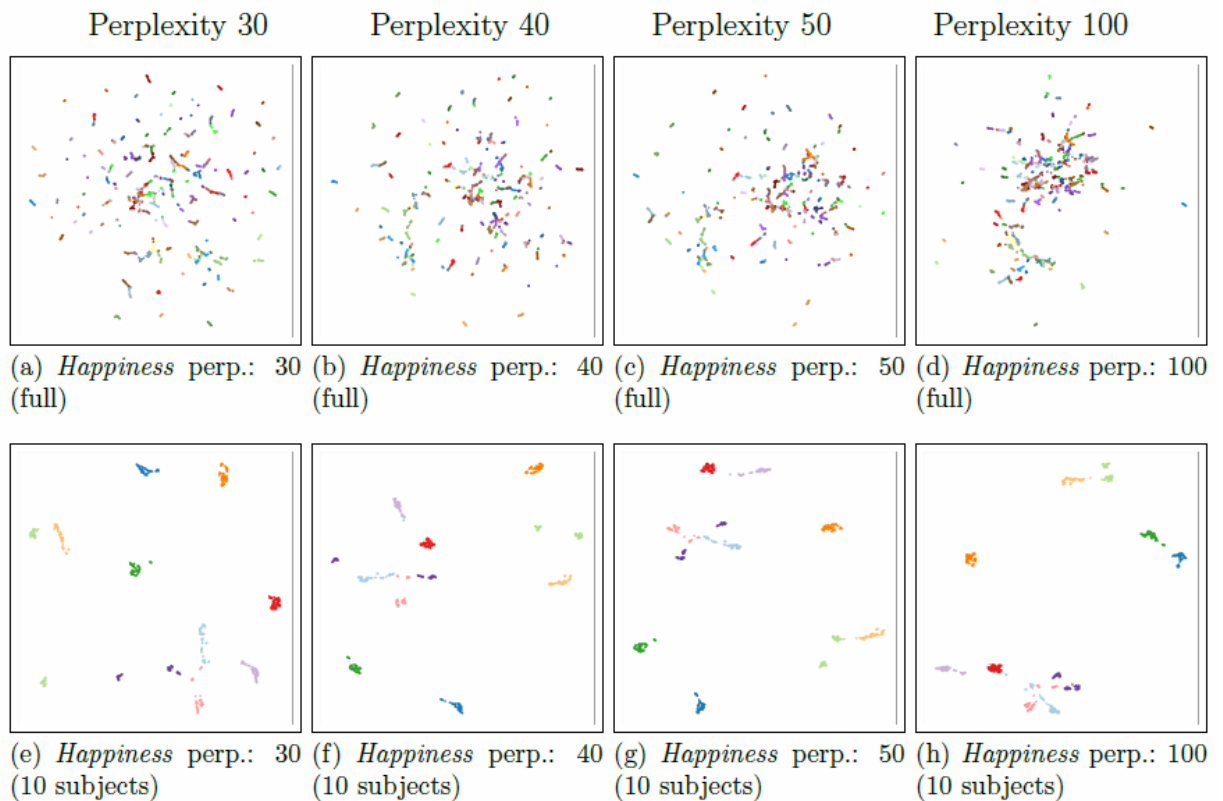 Perplexity 30 Perplexity 40 Perplexity 50 Perplexity 100
(a) Happiness perp.: 30
(full)
(b) Happiness perp.: 40
(full)
(c) Happiness perp.: 50
(full)
(d) Happiness perp.: 100
(full)
(e) Happiness perp.: 30
(10 subjects)
(f) Happiness perp.: 40
(10 subjects)
(g) Happiness perp.: 50
(10 subjects)
(h) Happiness perp.: 100
(10 subjects)